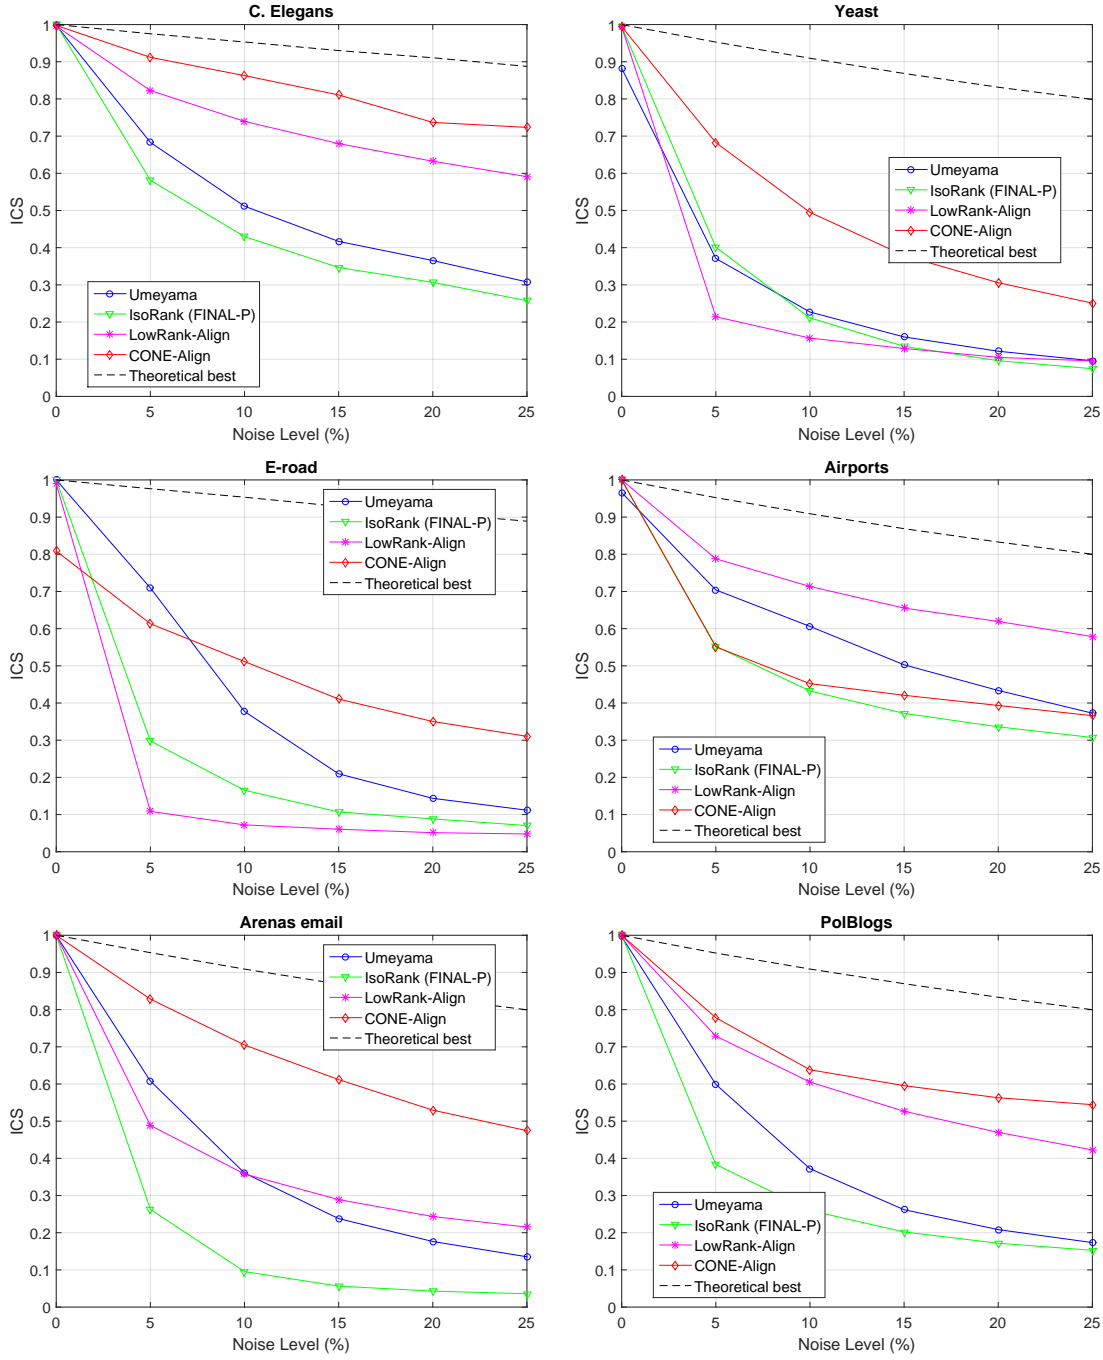 C. Elegans
1
0.9
0.8
0.7
0.6
0.5
0.4
0.3
0.2
0.1
0
ICS
Umeyama
IsoRank (FINAL-P)
LowRank-Align
CONE-Align
Theoretical best
0 5 10 15 20 25
Noise Level (%)
Yeast
1
0.9
0.8
0.7
0.6
0.5
0.4
0.3
0.2
0.1
0
ICS
Umeyama
IsoRank (FINAL-P)
LowRank-Align
CONE-Align
Theoretical best
0 5 10 15 20 25
Noise Level (%)
E-road
1
0.9
0.8
0.7
0.6
0.5
0.4
0.3
0.2
0.1
0
ICS
Umeyama
IsoRank (FINAL-P)
LowRank-Align
CONE-Align
Theoretical best
0 5 10 15 20 25
Noise Level (%)
Airports
1
0.9
0.8
0.7
0.6
0.5
0.4
0.3
0.2
0.1
0
ICS
Umeyama
IsoRank (FINAL-P)
LowRank-Align
CONE-Align
Theoretical best
0 5 10 15 20 25
Noise Level (%)
Arenas email
1
0.9
0.8
0.7
0.6
0.5
0.4
0.3
0.2
0.1
0
ICS
Umeyama
IsoRank (FINAL-P)
LowRank-Align
CONE-Align
Theoretical best
0 5 10 15 20 25
Noise Level (%)
PolBlogs
1
0.9
0.8
0.7
0.6
0.5
0.4
0.3
0.2
0.1
0
ICS
Umeyama
IsoRank (FINAL-P)
LowRank-Align
CONE-Align
Theoretical best
0 5 10 15 20 25
Noise Level (%)